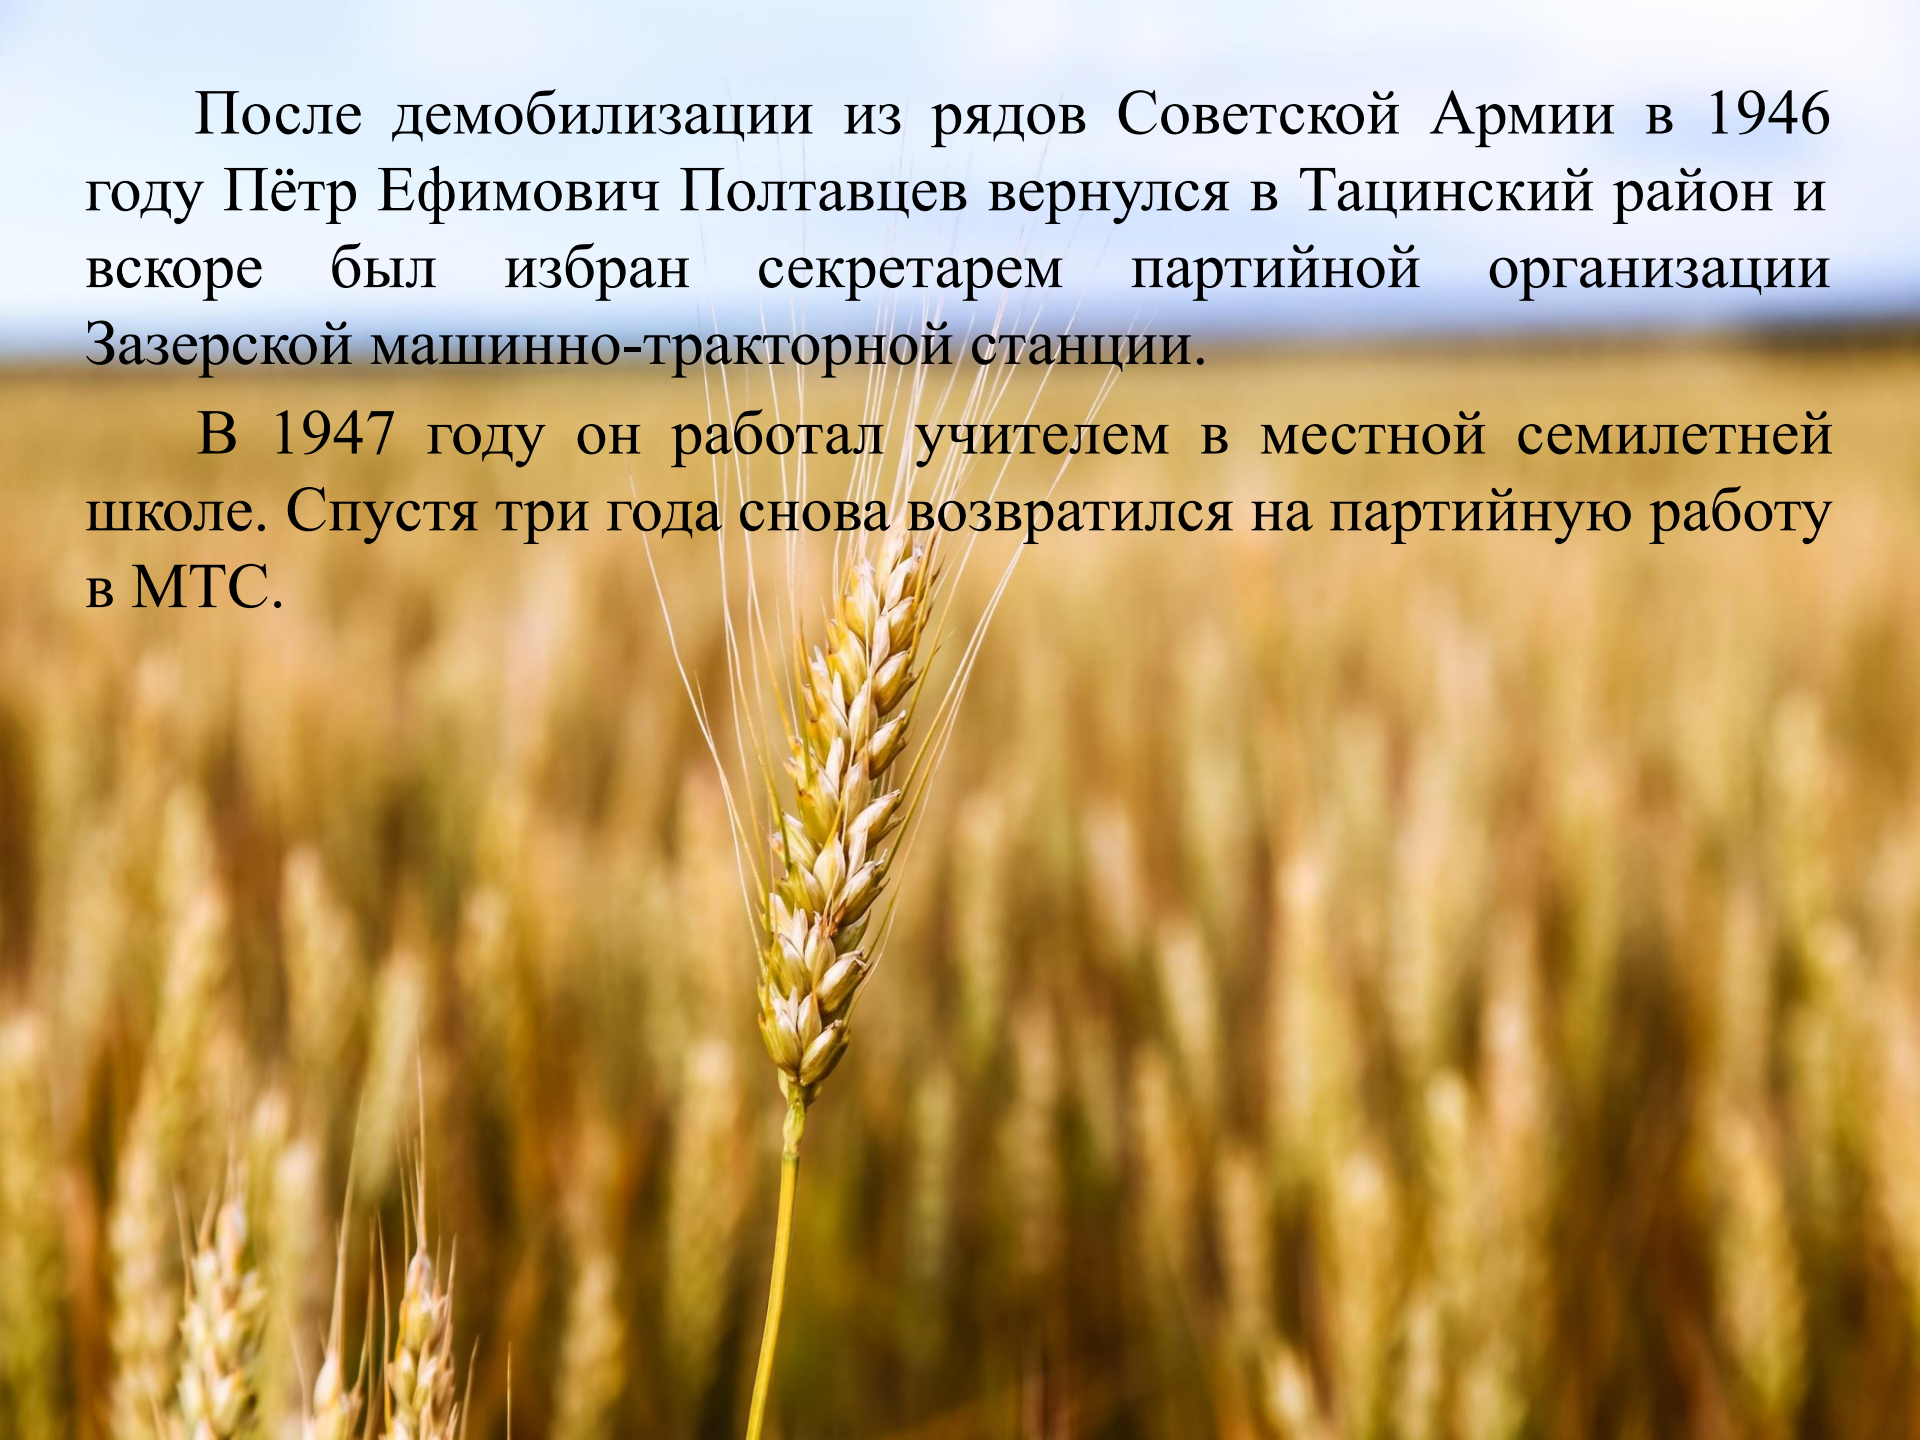 После демобилизации из рядов Советской Армии в 1946
году Пётр Ефимович Полтавцев вернулся в Тацинский район и
вскоре был избран секретарем партийной организации
Зазерской машинно-тракторной станции.
В 1947 году он работал учителем в местной семилетней
школе. Спустя три года снова возвратился на партийную работу
в МТС.